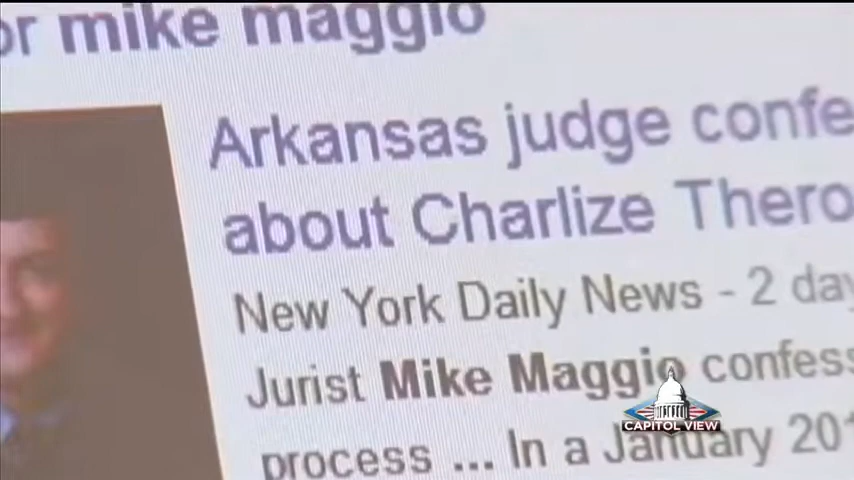 or mike maggio
Arkansas judge confe
about Charlize Thero
New York Daily News - 2 day
Jurist Mike Maggio confess
process ... In a January 20
CAPITOL VIEW